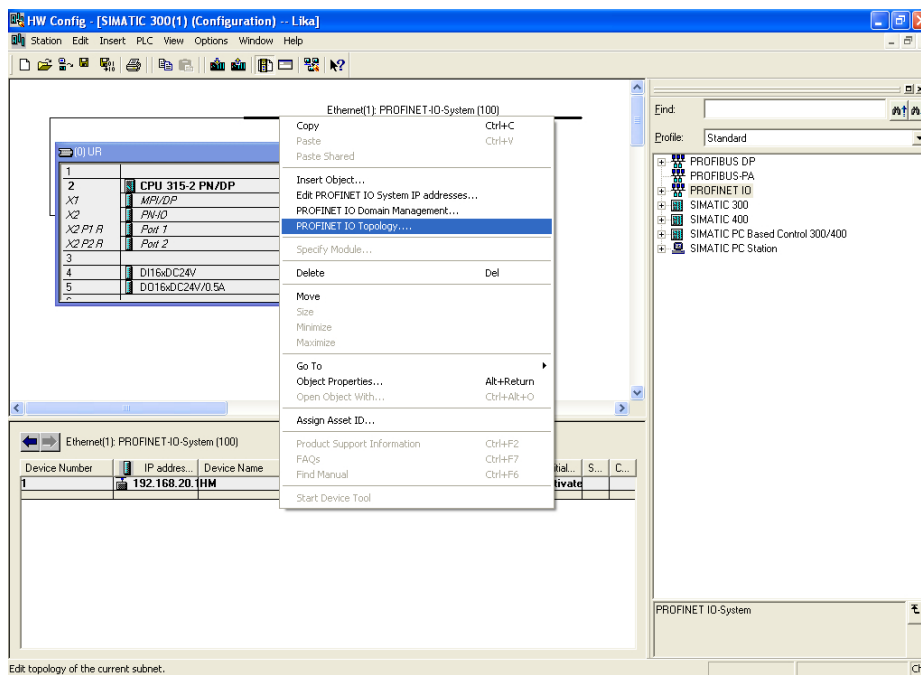 HW Config - [SIMATIC 300(1) (Configuration) -- Lika]
Station Edit Insert PLC View Options Window Help
Ethernet(1): PROFINET-IO-System (100)
(0) UR
1
2 CPU 315-2 PN/DP
X1 MPI/DP
X2 PN-IO
X2 P1 R Port 1
X2 P2 R Port 2
3
4 DI16xDC24V
5 DO16xDC24V/0.5A
Copy Ctrl+C
Paste Ctrl+V
Paste Shared
Insert Object...
Edit PROFINET IO System IP addresses...
PROFINET IO Domain Management...
PROFINET IO Topology....
Specify Module...
Delete Del
Move
Size
Minimize
Maximize
Go To
Object Properties... Alt+Return
Open Object With... Ctrl+Alt+O
Assign Asset ID...
Product Support Information Ctrl+F2
FAQs Ctrl+F7
Find Manual Ctrl+F6
Start Device Tool
Find:
Profile: Standard
PROFIBUS DP
PROFIBUS-PA
PROFINET IO
SIMATIC 300
SIMATIC 400
SIMATIC PC Based Control 300/400
SIMATIC PC Station
Ethernet(1): PROFINET-IO-System (100)
Device Number IP addres... Device Name S... C...
1 192.168.20.1 HM
PROFINET IO-System
Edit topology of the current subnet.